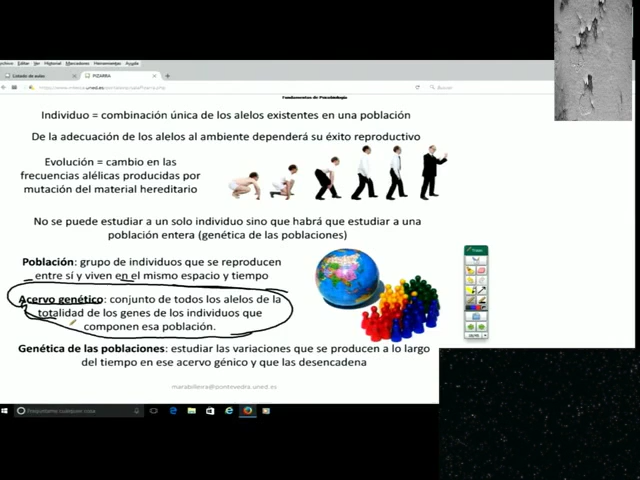 Archivo Editar Ver Historial Marcadores Herramientas Ayuda
Listado de aulas
PIZARRA
Buscar
Fundamentos de Psicobiología
Individuo = combinación única de los alelos existentes en una población
De la adecuación de los alelos al ambiente dependerá su éxito reproductivo
Evolución = cambio en las
frecuencias alélicas producidas por
mutación del material hereditario
No se puede estudiar a un solo individuo sino que habrá que estudiar a una
población entera (genética de las poblaciones)
Población: grupo de individuos que se reproducen
entre sí y viven en el mismo espacio y tiempo
Acervo genético: conjunto de todos los alelos de la
totalidad de los genes de los individuos que
componen esa población.
Genética de las poblaciones: estudiar las variaciones que se producen a lo largo
del tiempo en ese acervo génico y que las desencadena
marabilleira@pontevedra.uned.es